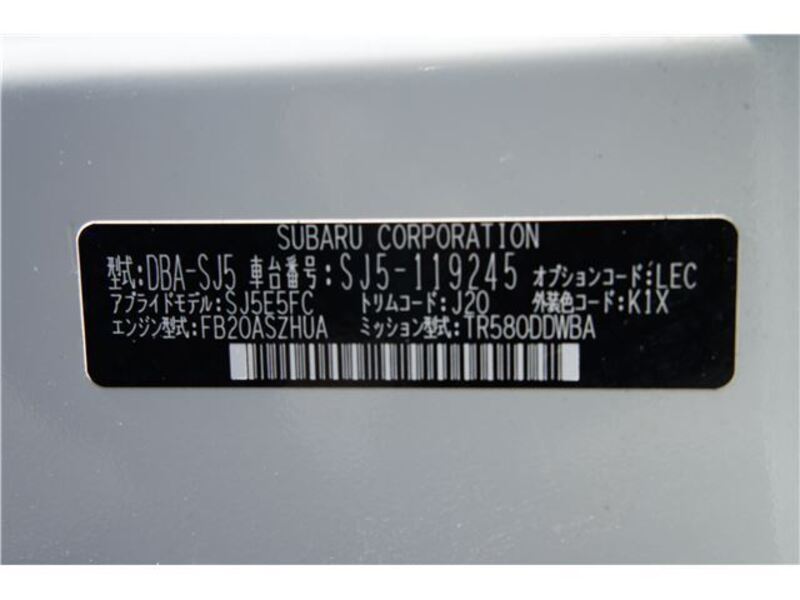 SUBARU CORPORATION
型式:DBA-SJ5 車台番号:SJ5-119245 オプションコード:LEC
アプライドモデル:SJ5E5FC トリムコード:J20 外装色コード:K1X
エンジン型式:FB20ASZHUA ミッション型式:TR580DDWBA